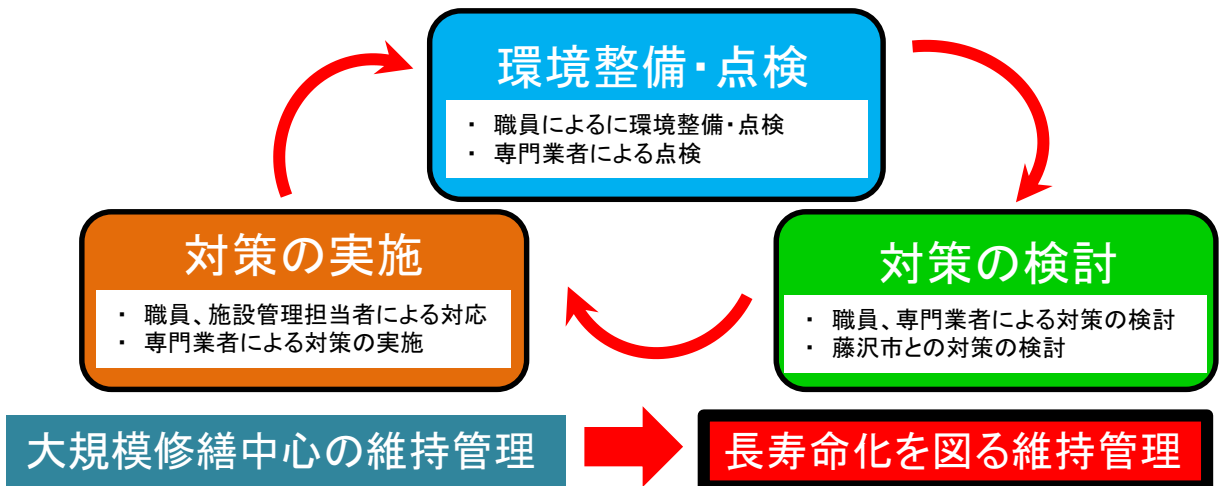 環境整備・点検
・ 職員によるに環境整備・点検
・ 専門業者による点検
対策の実施
・ 職員、施設管理担当者による対応
・ 専門業者による対策の実施
対策の検討
・ 職員、専門業者による対策の検討
・ 藤沢市との対策の検討
大規模修繕中心の維持管理
長寿命化を図る維持管理